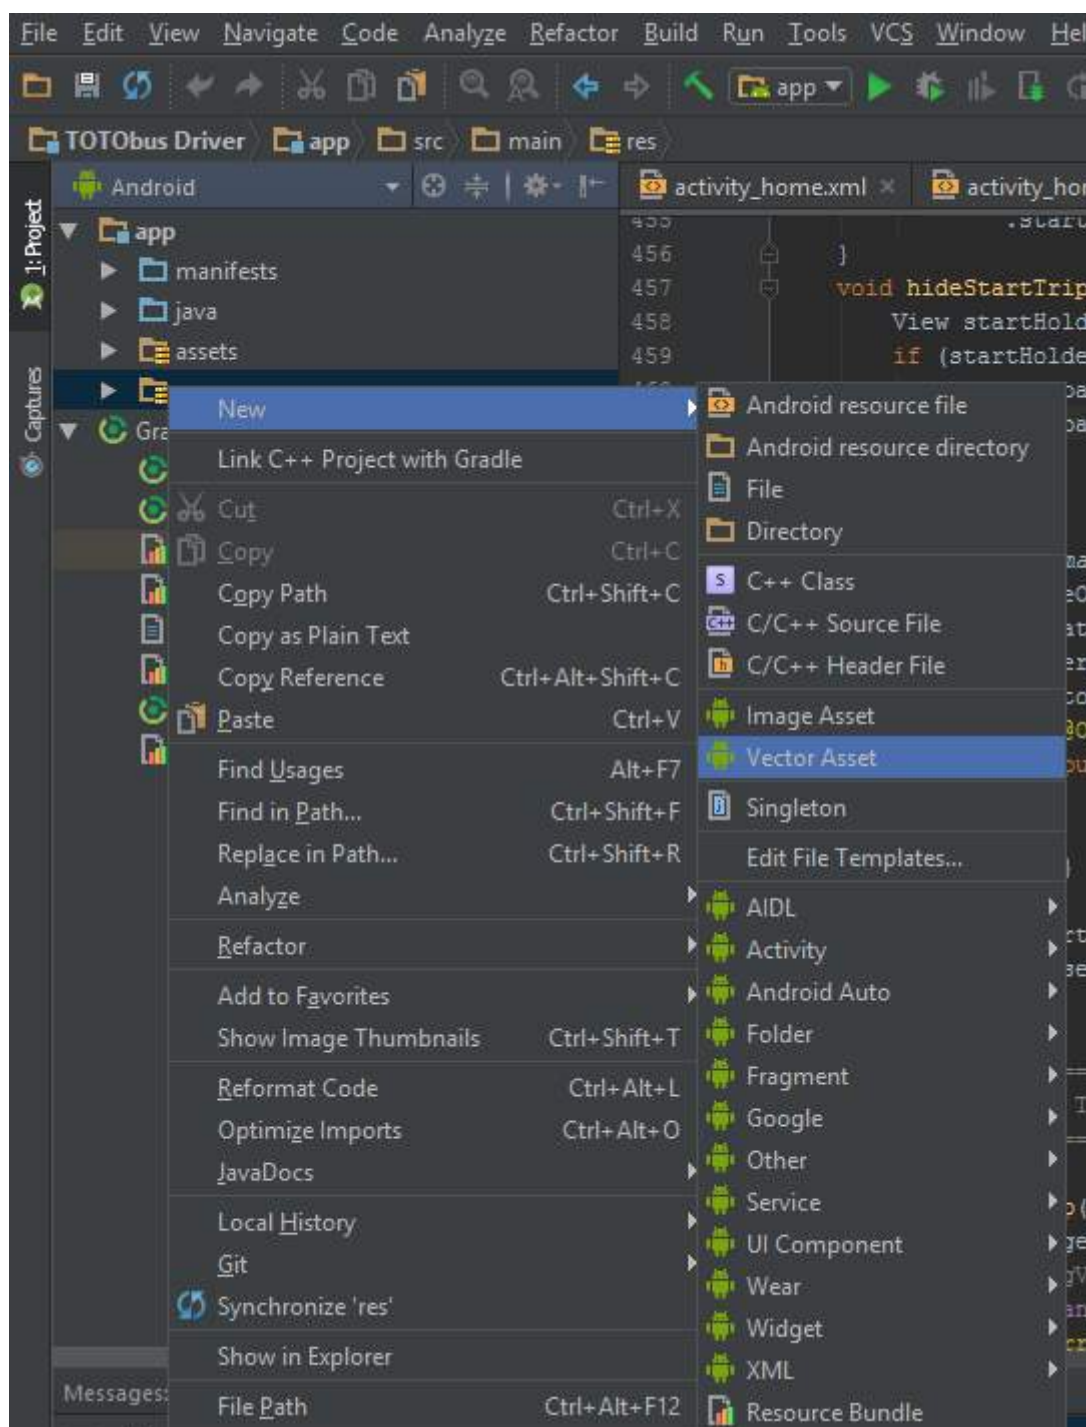 File Edit View Navigate Code Analyze Refactor Build Run Tools VCS Window Hel
app
TOTObus Driver app src main res
1: Project
Captures
Android
app
manifests
java
assets
Gra
activity_home.xml
activity_hor
455 .start
456 }
457 void hideStartTrip
458 View startHold
459 if (startHolde
New
Link C++ Project with Gradle
Cut Ctrl+X
Copy Ctrl+C
Copy Path Ctrl+Shift+C
Copy as Plain Text
Copy Reference Ctrl+Alt+Shift+C
Paste Ctrl+V
Find Usages Alt+F7
Find in Path... Ctrl+Shift+F
Replace in Path... Ctrl+Shift+R
Analyze
Refactor
Add to Favorites
Show Image Thumbnails Ctrl+Shift+T
Reformat Code Ctrl+Alt+L
Optimize Imports Ctrl+Alt+O
JavaDocs
Local History
Git
Synchronize 'res'
Show in Explorer
File Path Ctrl+Alt+F12
Android resource file
Android resource directory
File
Directory
C++ Class
C/C++ Source File
C/C++ Header File
Image Asset
Vector Asset
Singleton
Edit File Templates...
AIDL
Activity
Android Auto
Folder
Fragment
Google
Other
Service
UI Component
Wear
Widget
XML
Resource Bundle
Messages: